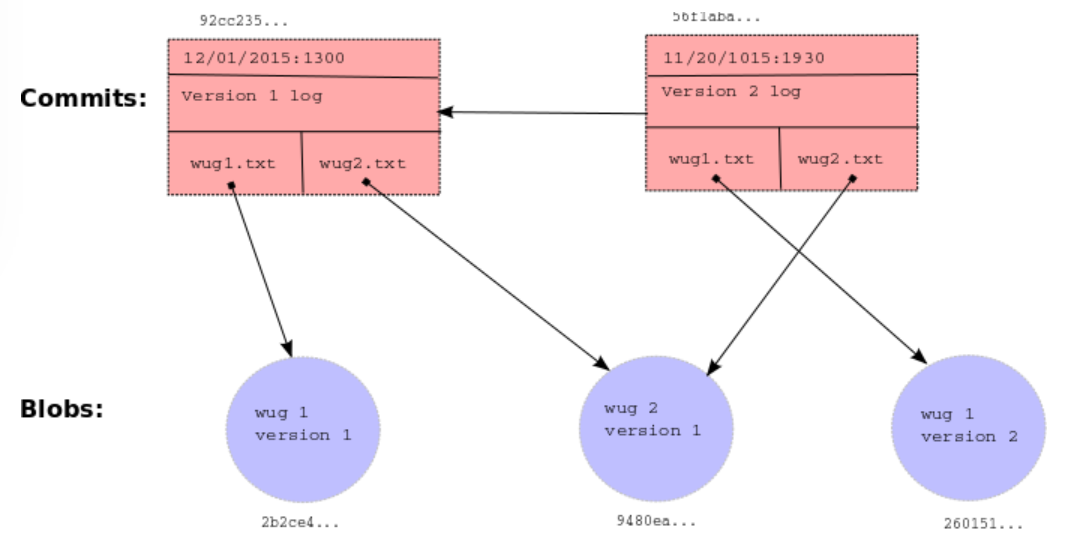 92cc235...
56f1aba...
12/01/2015:1300
11/20/1015:1930
Commits:
Version 1 log
Version 2 log
wug1.txt
wug2.txt
wug1.txt
wug2.txt
Blobs:
wug 1
version 1
wug 2
version 1
wug 1
version 2
2b2ce4...
9480ea...
260151...